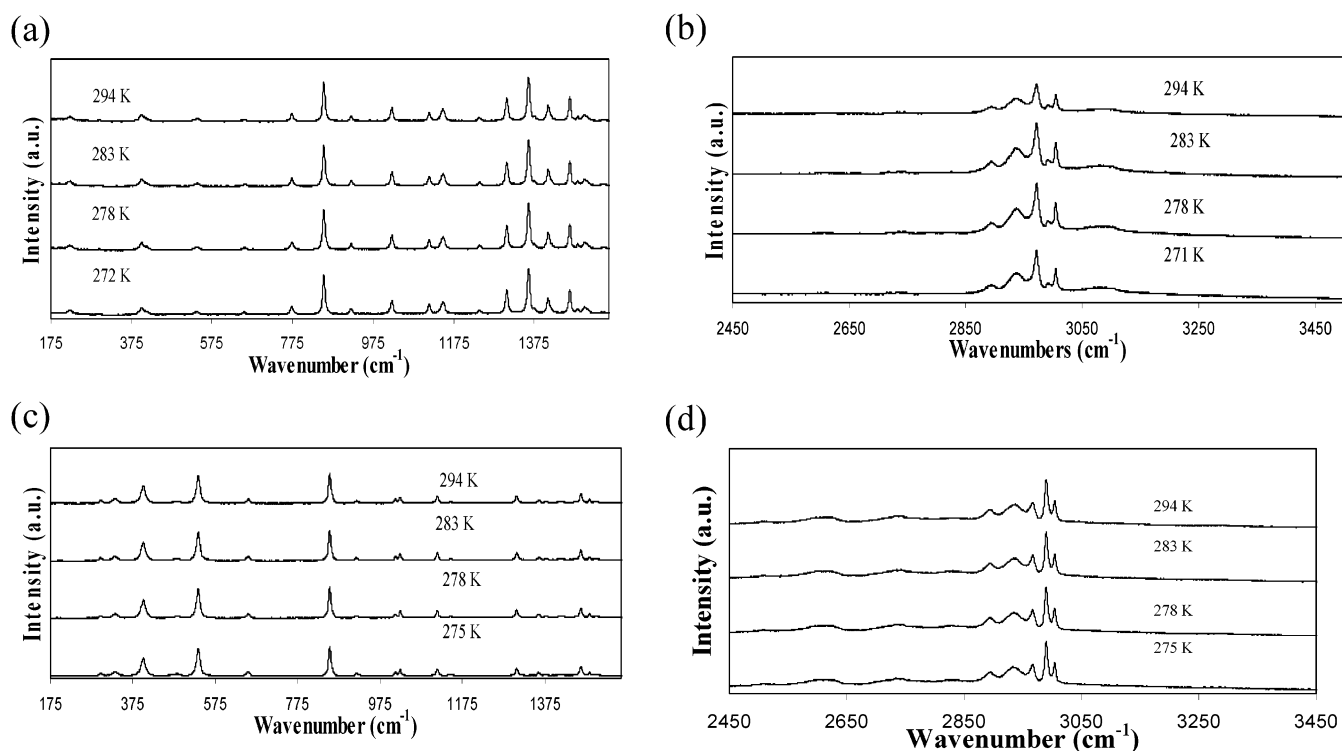 (a)
Intensity (a.u.)
294 K
283 K
278 K
272 K
175 375 575 775 975 1175 1375
Wavenumber (cm-1)
(b)
Intensity (a.u.)
294 K
283 K
278 K
271 K
2450 2650 2850 3050 3250 3450
Wavenumbers (cm-1)
(c)
Intensity (a.u.)
294 K
283 K
278 K
275 K
175 375 575 775 975 1175 1375
Wavenumber (cm-1)
(d)
Intensity (a.u.)
294 K
283 K
278 K
275 K
2450 2650 2850 3050 3250 3450
Wavenumber (cm-1)